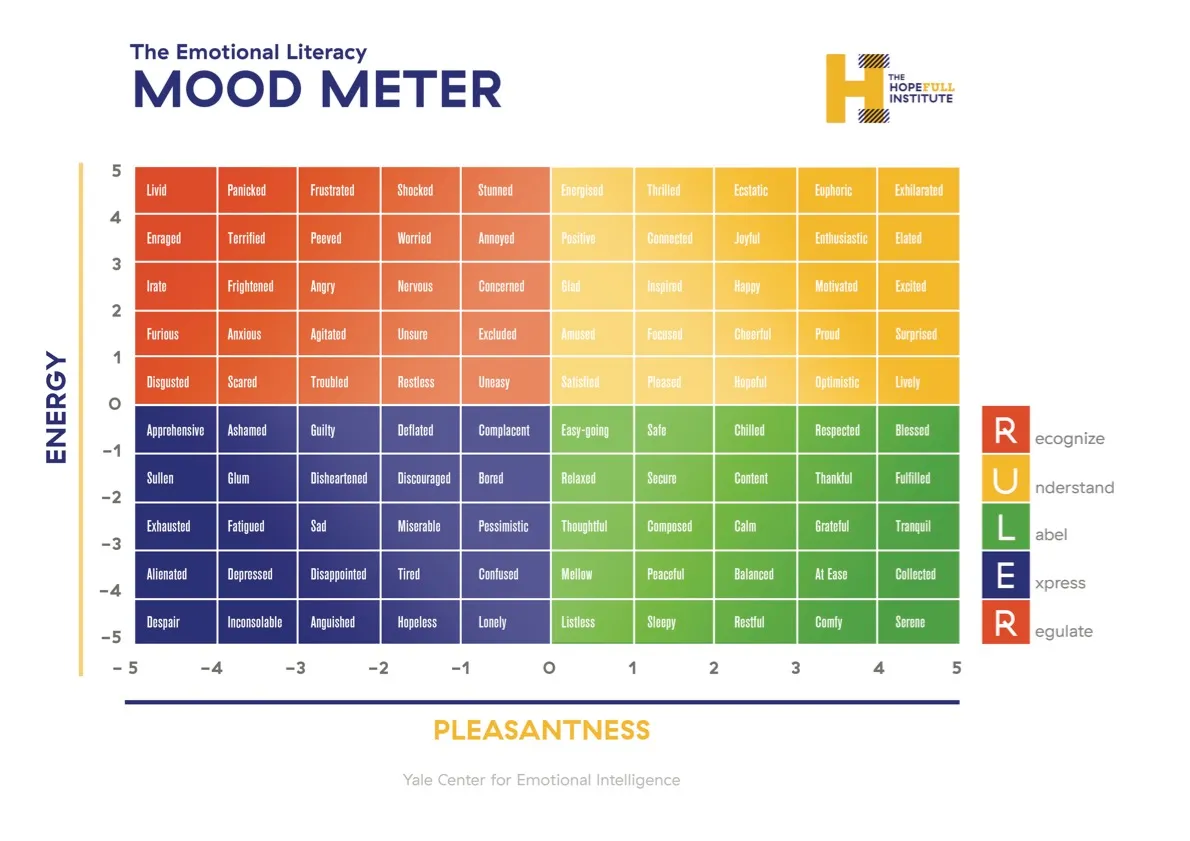 The Emotional Literacy
MOOD METER
THE
HOPEFULL
INSTITUTE
ENERGY
5
4
3
2
1
0
−1
−2
−3
−4
−5
Livid Panicked Frustrated Shocked Stunned Energised Thrilled Ecstatic Euphoric Exhilarated
Enraged Terrified Peeved Worried Annoyed Positive Connected Joyful Enthusiastic Elated
Irate Frightened Angry Nervous Concerned Glad Inspired Happy Motivated Excited
Furious Anxious Agitated Unsure Excluded Amused Focused Cheerful Proud Surprised
Disgusted Scared Troubled Restless Uneasy Satisfied Pleased Hopeful Optimistic Lively
Apprehensive Ashamed Guilty Deflated Complacent Easy-going Safe Chilled Respected Blessed
Sullen Glum Disheartened Discouraged Bored Relaxed Secure Content Thankful Fulfilled
Exhausted Fatigued Sad Miserable Pessimistic Thoughtful Composed Calm Grateful Tranquil
Alienated Depressed Disappointed Tired Confused Mellow Peaceful Balanced At Ease Collected
Despair Inconsolable Anguished Hopeless Lonely Listless Sleepy Restful Comfy Serene
−5 −4 −3 −2 −1 0 1 2 3 4 5
PLEASANTNESS
Recognize
Understand
Label
Express
Regulate
Yale Center for Emotional Intelligence